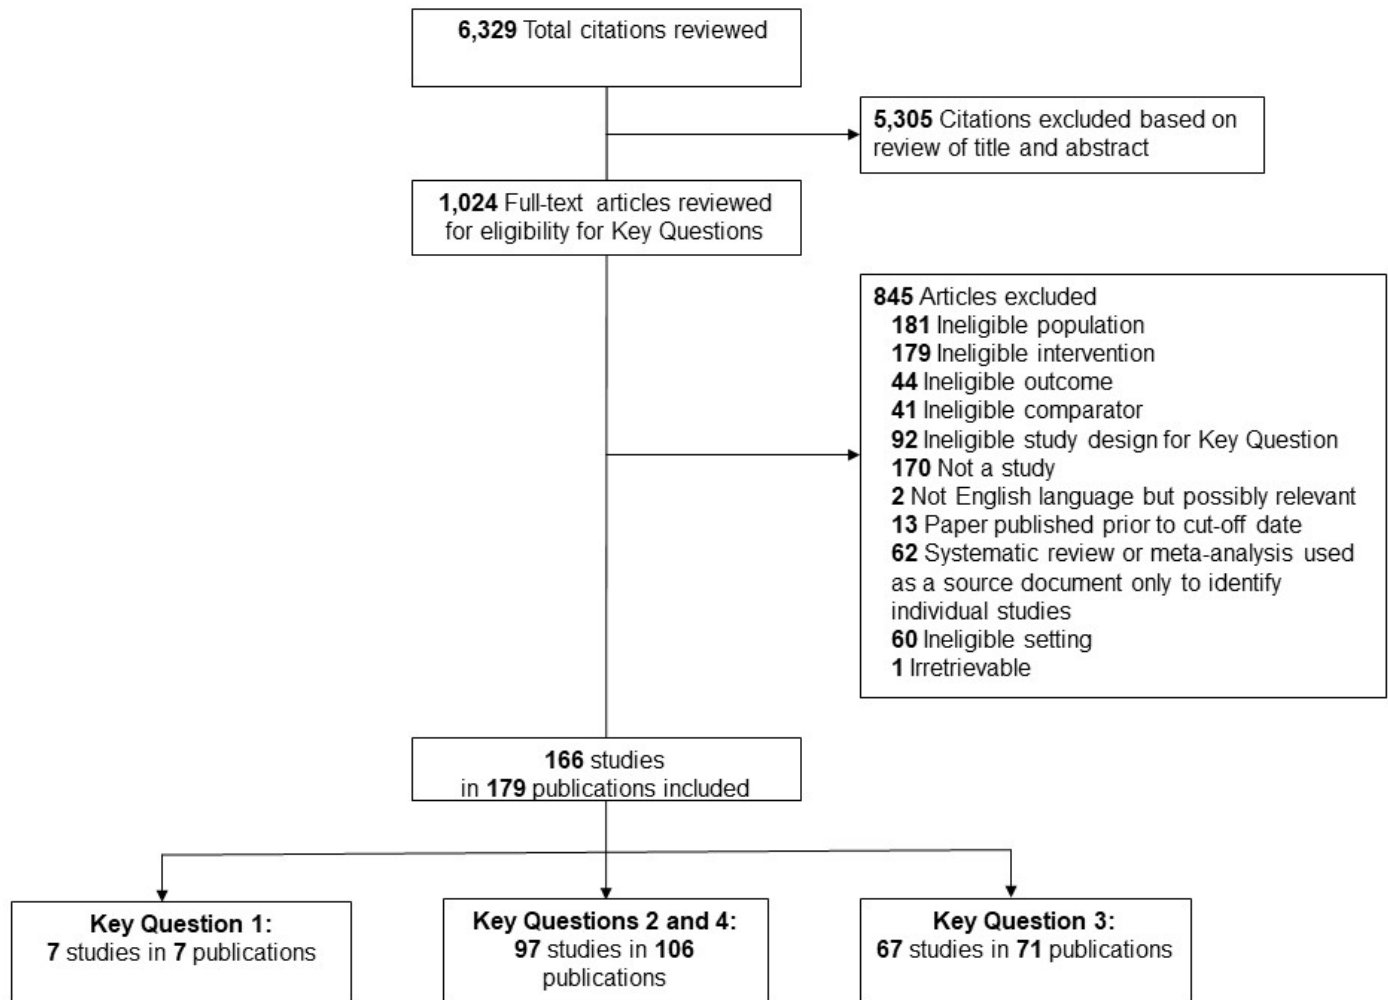 6,329 Total citations reviewed
5,305 Citations excluded based on
review of title and abstract
1,024 Full-text articles reviewed
for eligibility for Key Questions
845 Articles excluded
181 Ineligible population
179 Ineligible intervention
44 Ineligible outcome
41 Ineligible comparator
92 Ineligible study design for Key Question
170 Not a study
2 Not English language but possibly relevant
13 Paper published prior to cut-off date
62 Systematic review or meta-analysis used
as a source document only to identify
individual studies
60 Ineligible setting
1 Irretrievable
166 studies
in 179 publications included
Key Question 1:
7 studies in 7 publications
Key Questions 2 and 4:
97 studies in 106
publications
Key Question 3:
67 studies in 71 publications